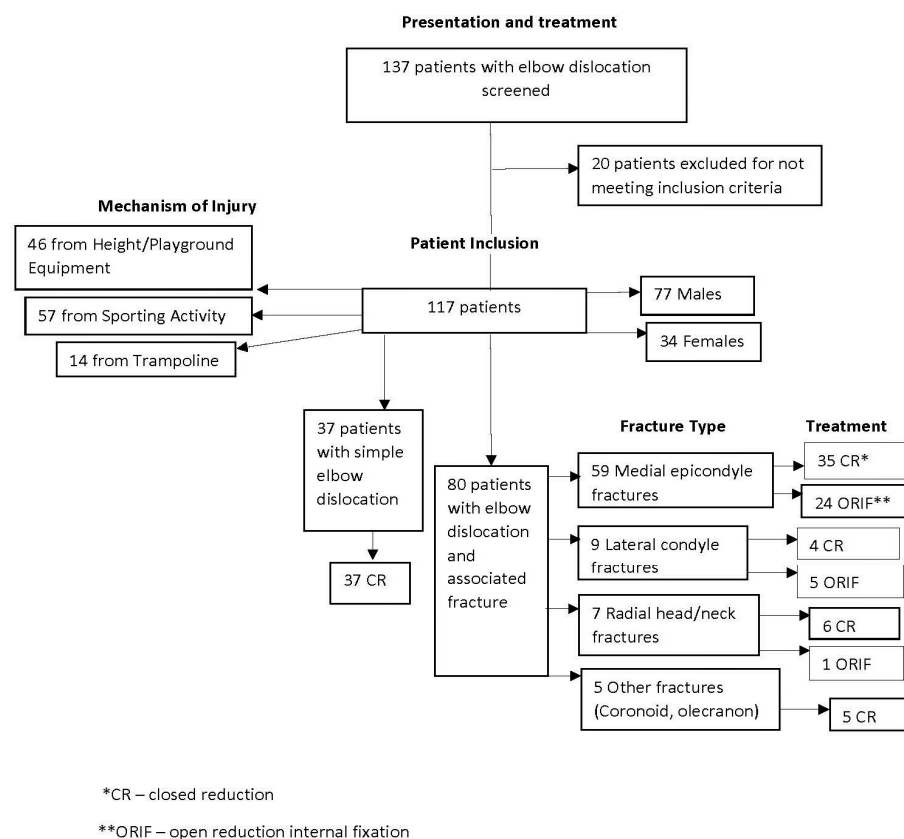 Presentation and treatment
137 patients with elbow dislocation
screened
20 patients excluded for not
meeting inclusion criteria
Mechanism of Injury
46 from Height/Playground
Equipment
57 from Sporting Activity
14 from Trampoline
Patient Inclusion
117 patients
77 Males
34 Females
37 patients
with simple
elbow
dislocation
37 CR
80 patients
with elbow
dislocation
and
associated
fracture
Fracture Type
Treatment
59 Medial epicondyle
fractures
35 CR*
24 ORIF**
9 Lateral condyle
fractures
4 CR
5 ORIF
7 Radial head/neck
fractures
6 CR
1 ORIF
5 Other fractures
(Coronoid, olecranon)
5 CR
*CR – closed reduction
**ORIF – open reduction internal fixation